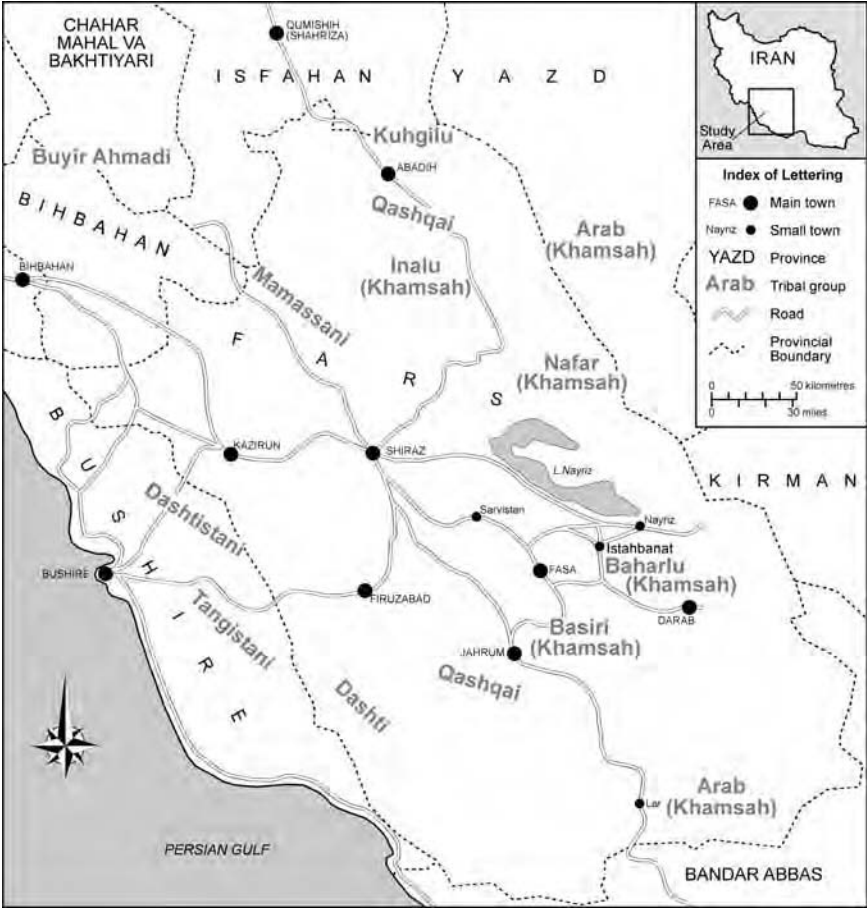 CHAHAR
MAHAL VA
BAKHTIYARI
QUMISHIH
(SHAHRIZA)
ISFAHAN
YAZD
Kuhgilu
Buyir Ahmadi
ABADIH
Qashqai
BIHBAHAN
Arab
(Khamsah)
Inalu
(Khamsah)
BIHBAHAN
Mamassani
FARS
Nafar
(Khamsah)
BUSHIRE
KAZIRUN
SHIRAZ
L.Nayriz
KIRMAN
Dashtistani
Sarvistan
Nayriz
Istahbanat
BUSHIRE
FIRUZABAD
FASA
Baharlu
(Khamsah)
DARAB
Tangistani
Basiri
(Khamsah)
JAHRUM
Qashqai
Dashti
Arab
(Khamsah)
Lar
PERSIAN GULF
BANDAR ABBAS
IRAN
Study
Area
Index of Lettering
FASA Main town
Nayriz Small town
YAZD Province
Arab Tribal group
Road
Provincial
Boundary
0 50 kilometres
0 30 miles